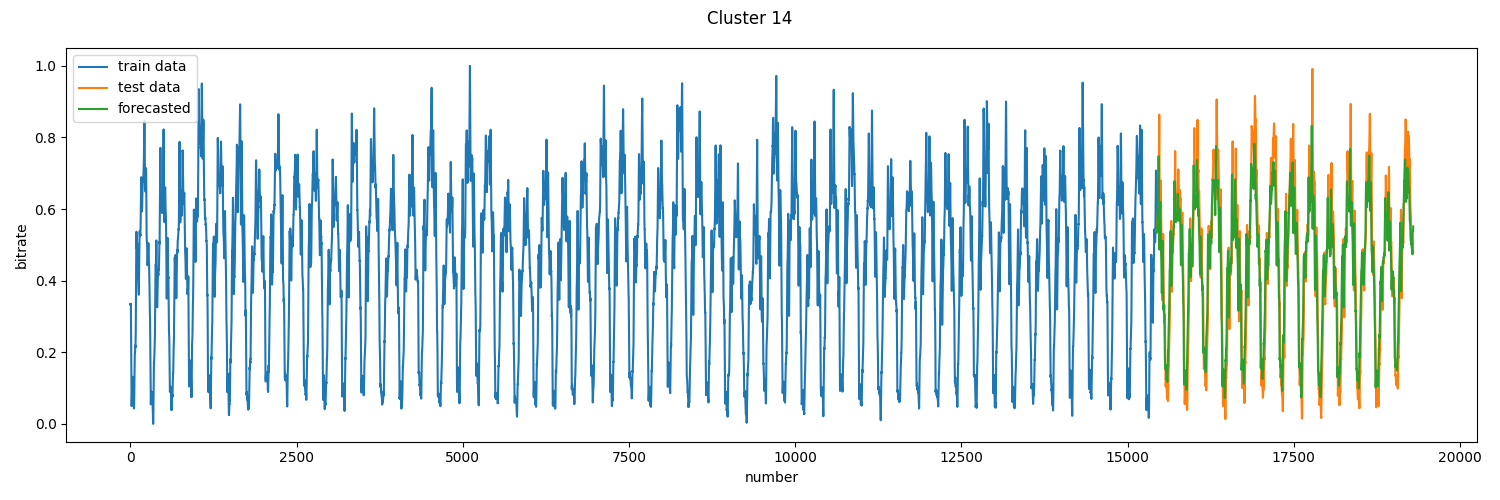 Cluster 14
train data
test data
forecasted
1.0
0.8
0.6
0.4
0.2
0.0
bitrate
0 2500 5000 7500 10000 12500 15000 17500 20000
number